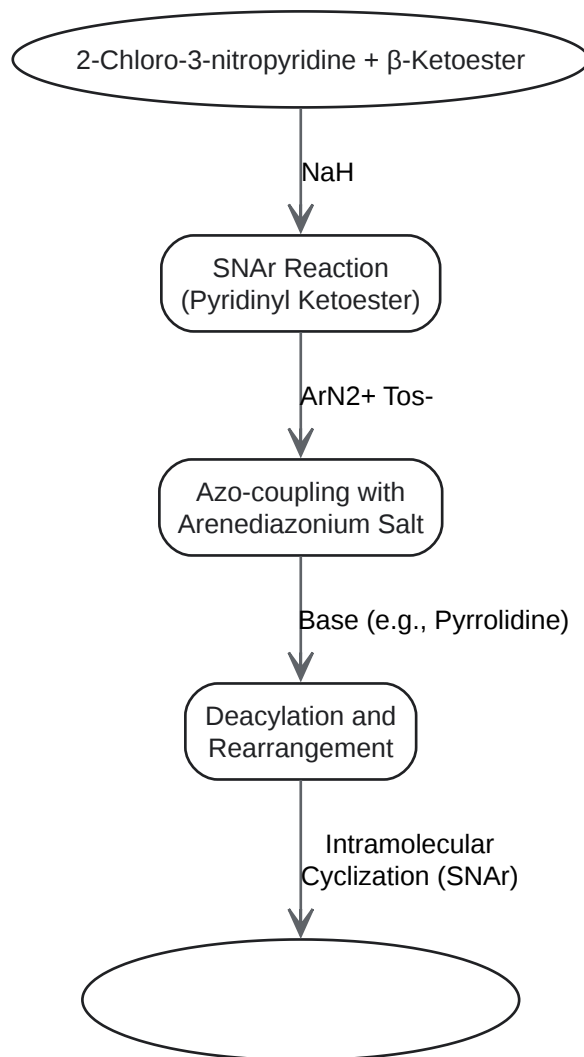 2-Chloro-3-nitropyridine + β-Ketoester
NaH
SNAr Reaction
(Pyridinyl Ketoester)
ArN2+ Tos-
Azo-coupling with
Arenediazonium Salt
Base (e.g., Pyrrolidine)
Deacylation and
Rearrangement
Intramolecular
Cyclization (SNAr)